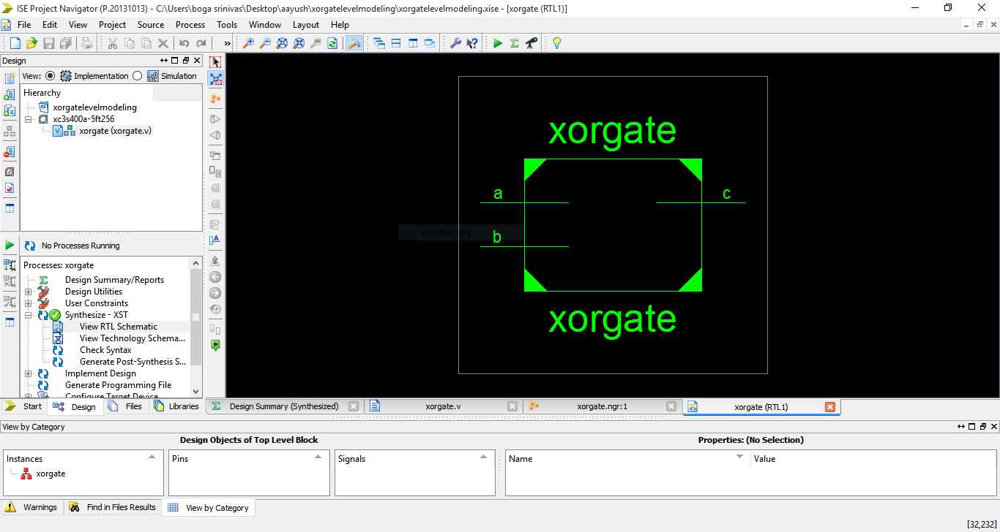 ISE Project Navigator (P.20131013) - C:\Users\boga srinivas\Desktop\aayush\xorgatelevelmodeling\xorgatelevelmodeling.xise - [xorgate (RTL1)]
File Edit View Project Source Process Tools Window Layout Help
»
Design
View: Implementation Simulation
Hierarchy
xorgatelevelmodeling
xc3s400a-5ft256
V xorgate (xorgate.v)
No Processes Running
Processes: xorgate
Design Summary/Reports
Design Utilities
User Constraints
Synthesize - XST
View RTL Schematic
View Technology Schema...
Check Syntax
Generate Post-Synthesis S...
Implement Design
Generate Programming File
Configure Target Device
Start Design Files Libraries
xorgate
a
c
Window Snip
b
xorgate
Design Summary (Synthesized) xorgate.v xorgate.ngr:1 xorgate (RTL1)
View by Category
Design Objects of Top Level Block
Properties: (No Selection)
Instances Pins Signals Name Value
xorgate
Warnings Find in Files Results View by Category
[32,232]